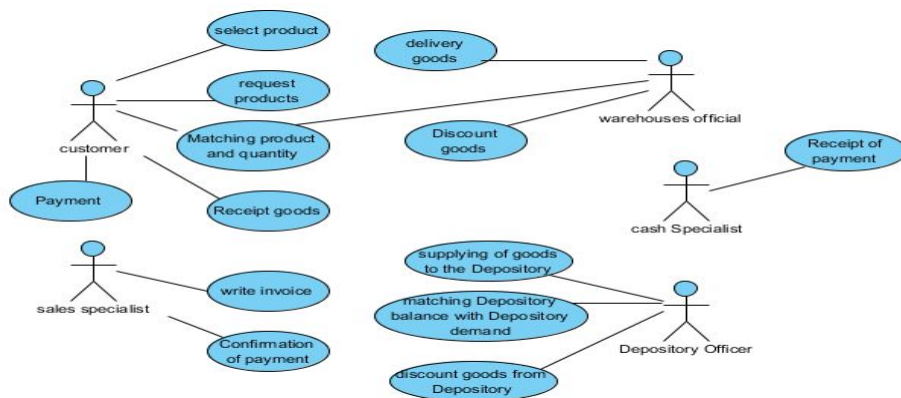 select product
request
products
Matching product
and quantity
customer
Payment
Receipt goods
delivery
goods
warehouses official
Discount
goods
Receipt of
payment
cash Specialist
sales specialist
write invoice
Confirmation
of payment
supplying of goods
to the Depository
matching Depository
balance with Depository
demand
Depository Officer
discount goods from
Depository